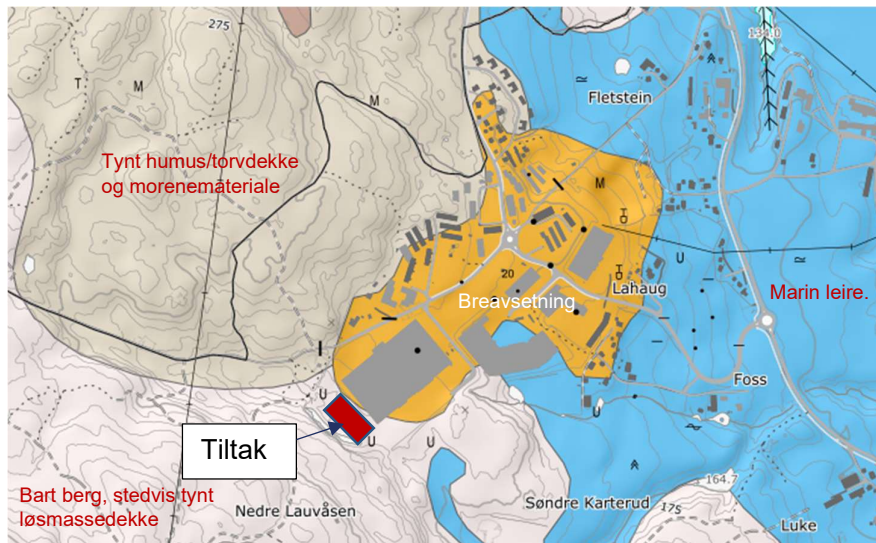 275
134.0
T
M
M
Fletstein
Tynt humus/torvdekke
og morenemateriale
M
U
20
Lahaug
Marin leire.
Breavsetning
Foss
U
Tiltak
U
U
U
164.7
Bart berg, stedvis tynt
løsmassedekke
Nedre Lauvåsen
Søndre Karterud
175
Luke